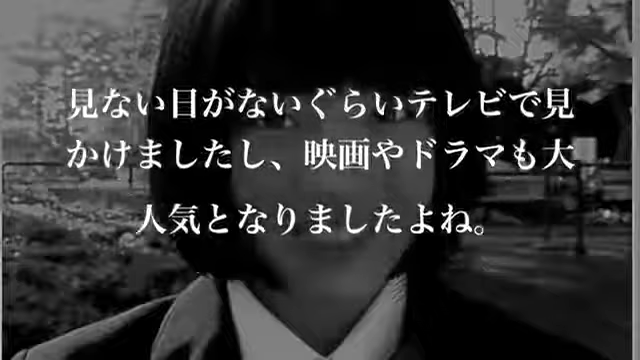 見ない日がないぐらいテレビで見
かけましたし、映画やドラマも大
人気となりましたよね。